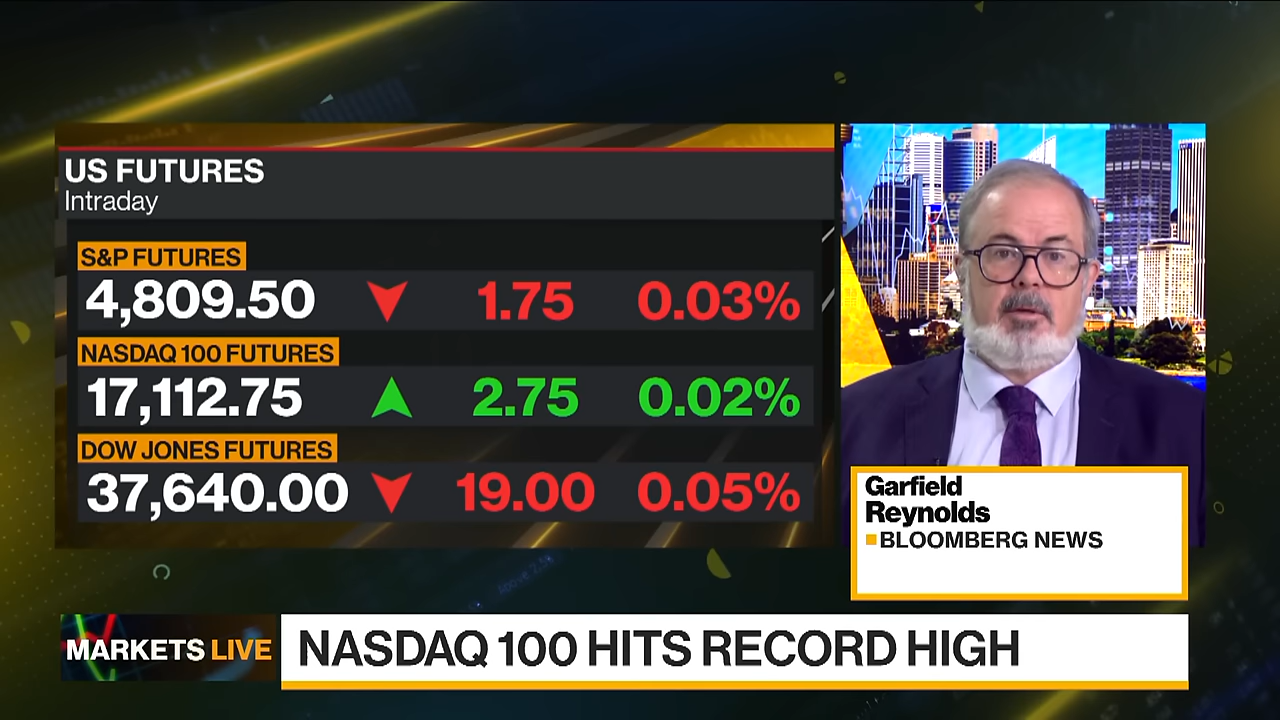 US FUTURES
Intraday
S&P FUTURES
4,809.50 ▼ 1.75 0.03%
NASDAQ 100 FUTURES
17,112.75 ▲ 2.75 0.02%
DOW JONES FUTURES
37,640.00 ▼ 19.00 0.05%
Garfield
Reynolds
BLOOMBERG NEWS
MARKETS LIVE
NASDAQ 100 HITS RECORD HIGH